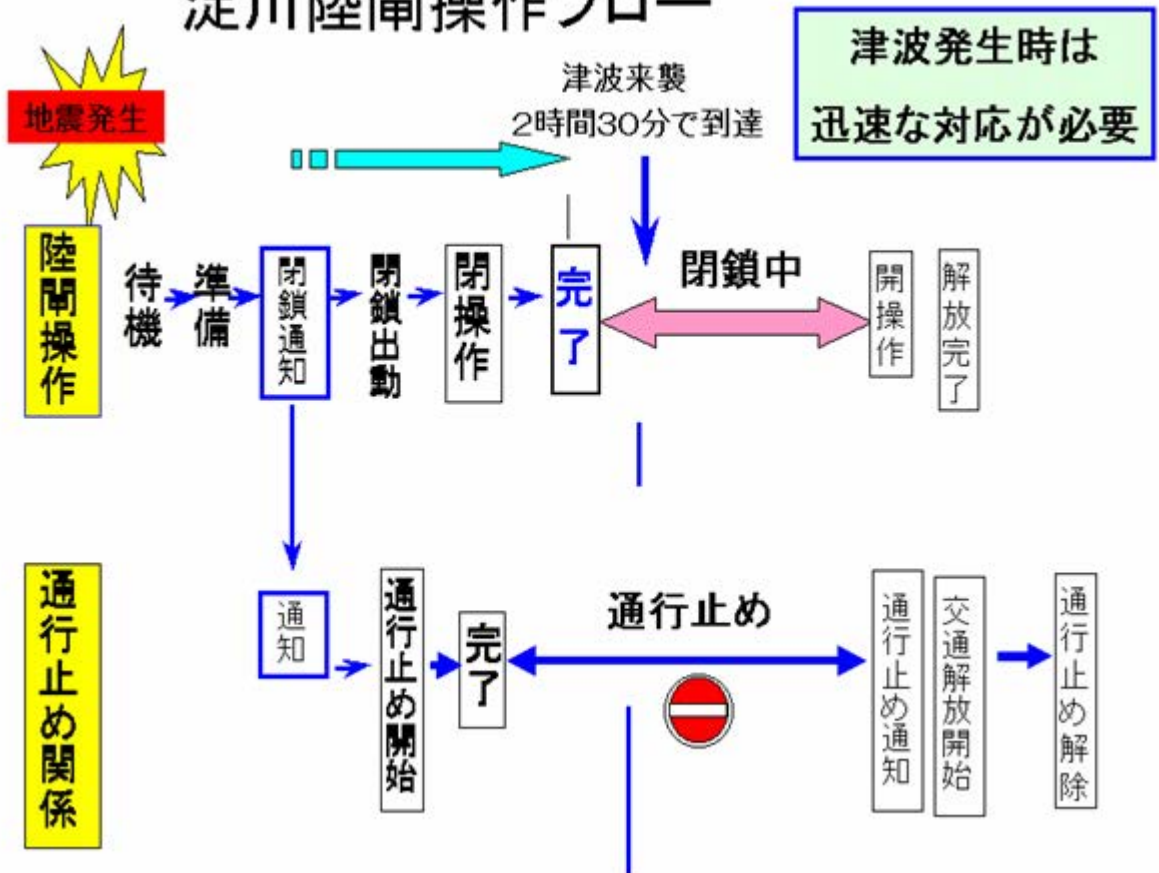 淀川陸閘操作フロー
津波発生時は
迅速な対応が必要
地震発生
津波来襲
2時間30分で到達
陸閘操作
待機
準備
閉鎖通知
閉鎖出動
閉操作
完了
閉鎖中
開操作
解放完了
通行止め関係
通知
通行止め開始
完了
通行止め
通行止め通知
交通解放開始
通行止め解除